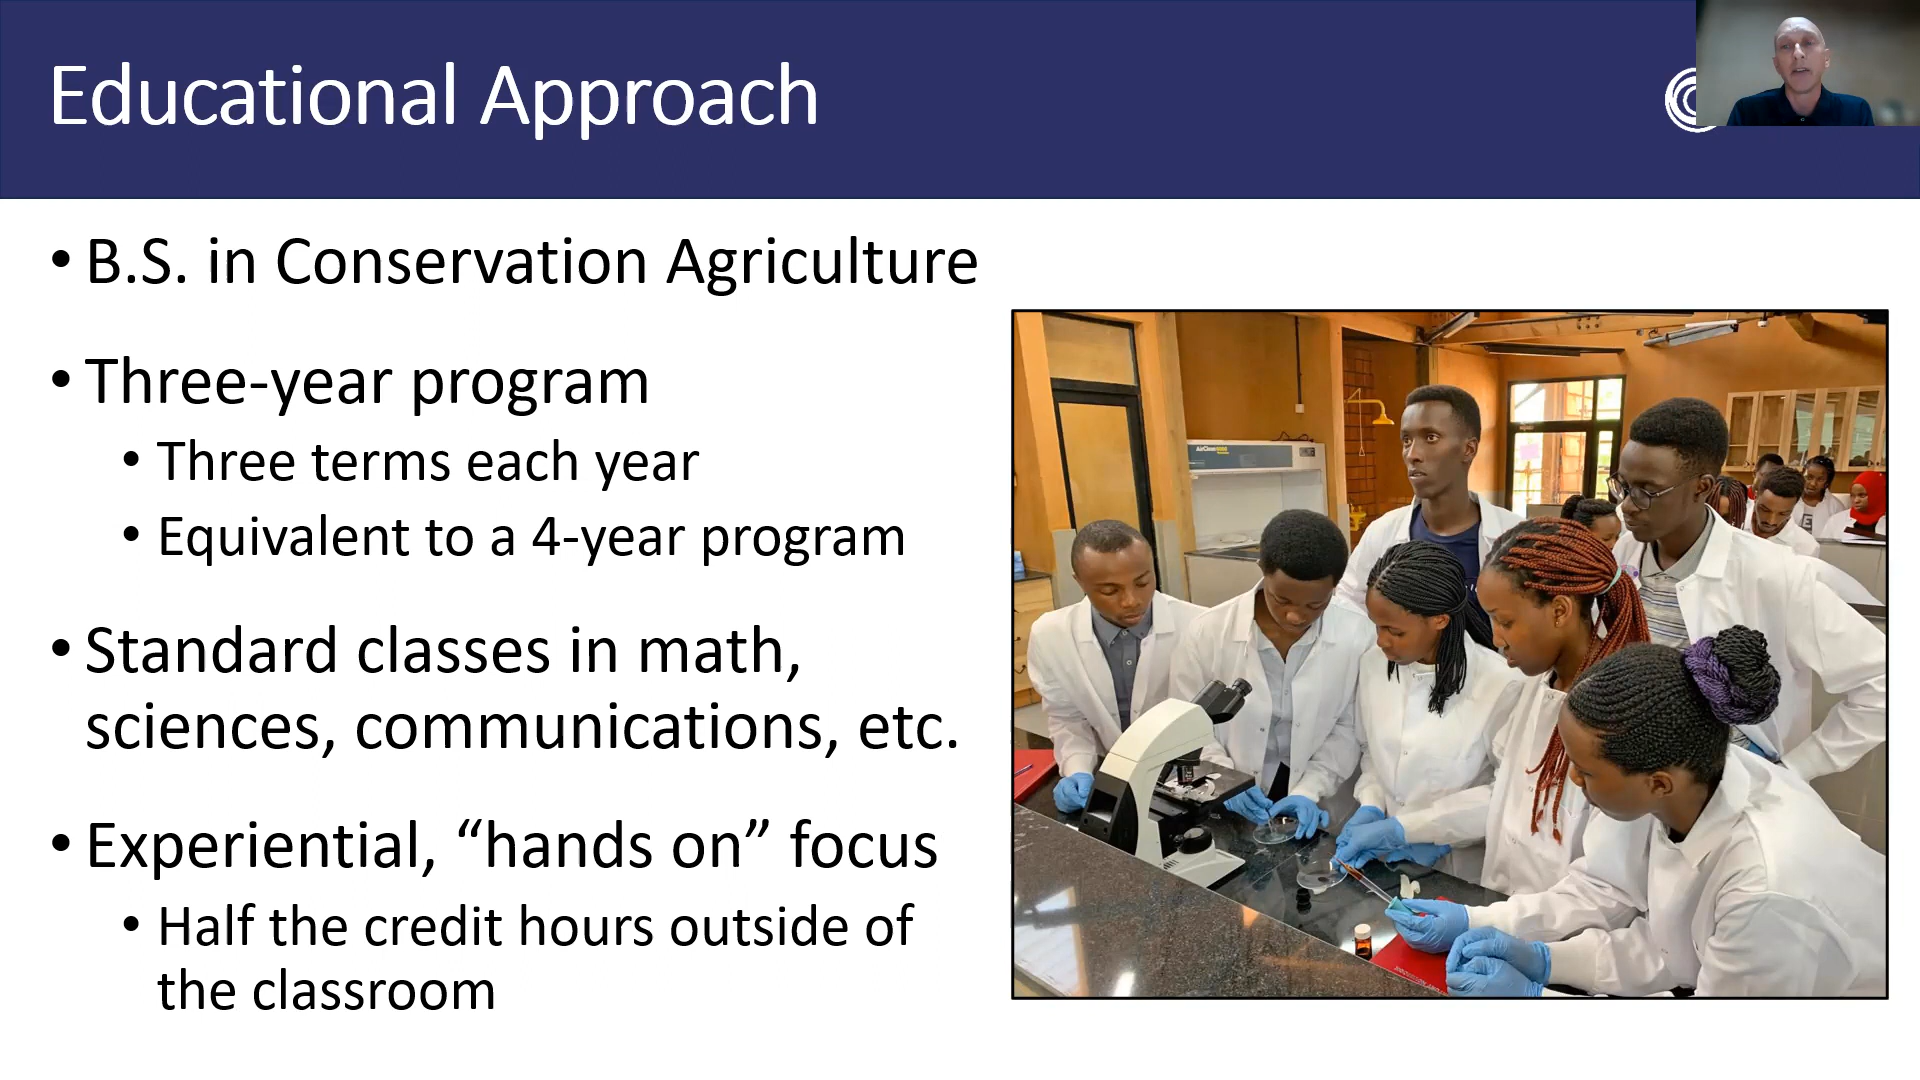 Educational Approach
• B.S. in Conservation Agriculture
• Three-year program
• Three terms each year
• Equivalent to a 4-year program
• Standard classes in math,
sciences, communications, etc.
• Experiential, “hands on” focus
• Half the credit hours outside of
the classroom